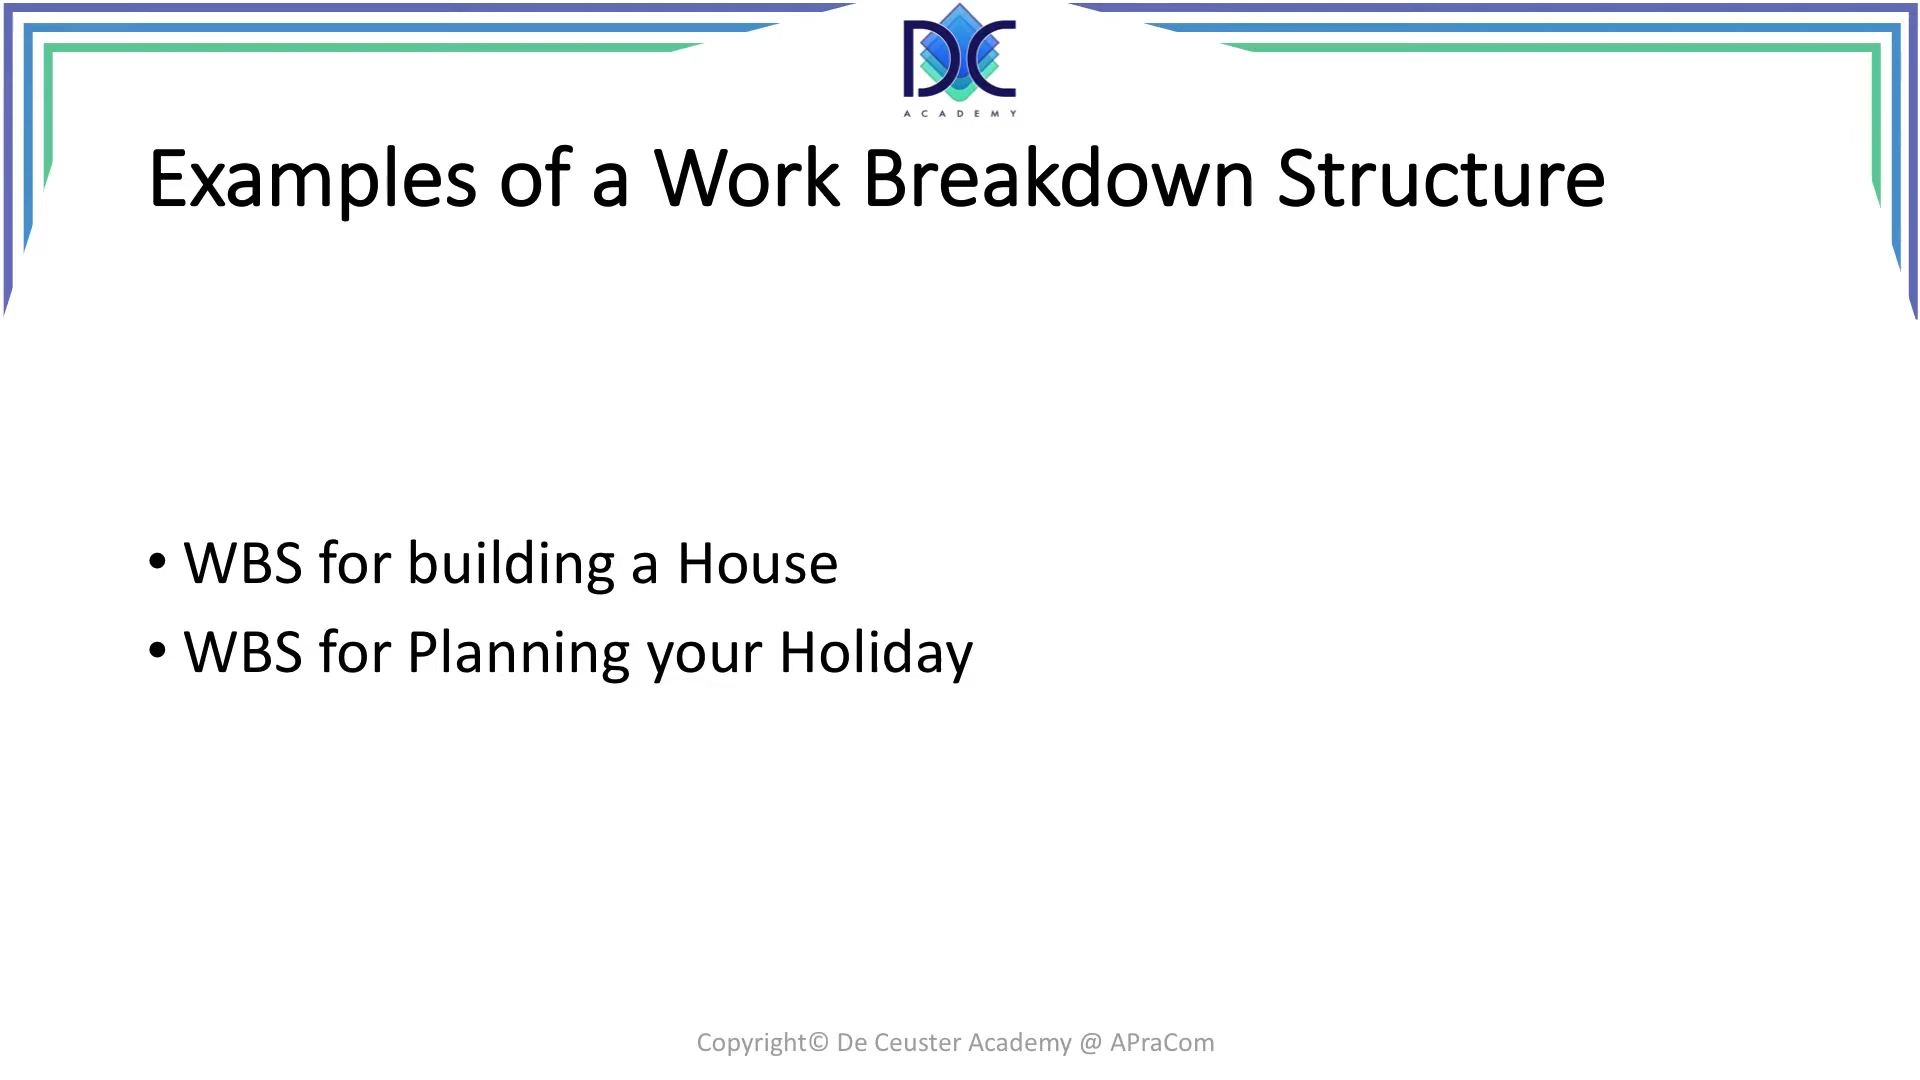 DC
ACADEMY
Examples of a Work Breakdown Structure
• WBS for building a House
• WBS for Planning your Holiday
Copyright© De Ceuster Academy @ APraCom